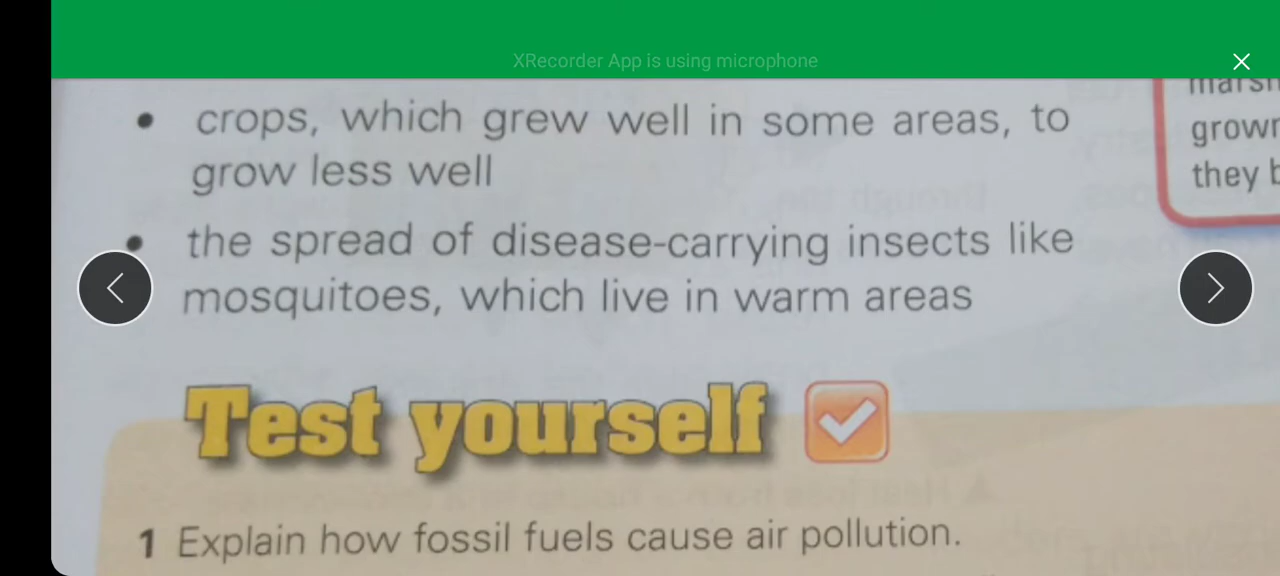 XRecorder App is using microphone
• crops, which grew well in some areas, to
grow less well
• the spread of disease-carrying insects like
mosquitoes, which live in warm areas
grown
they
Test yourself
1 Explain how fossil fuels cause air pollution.